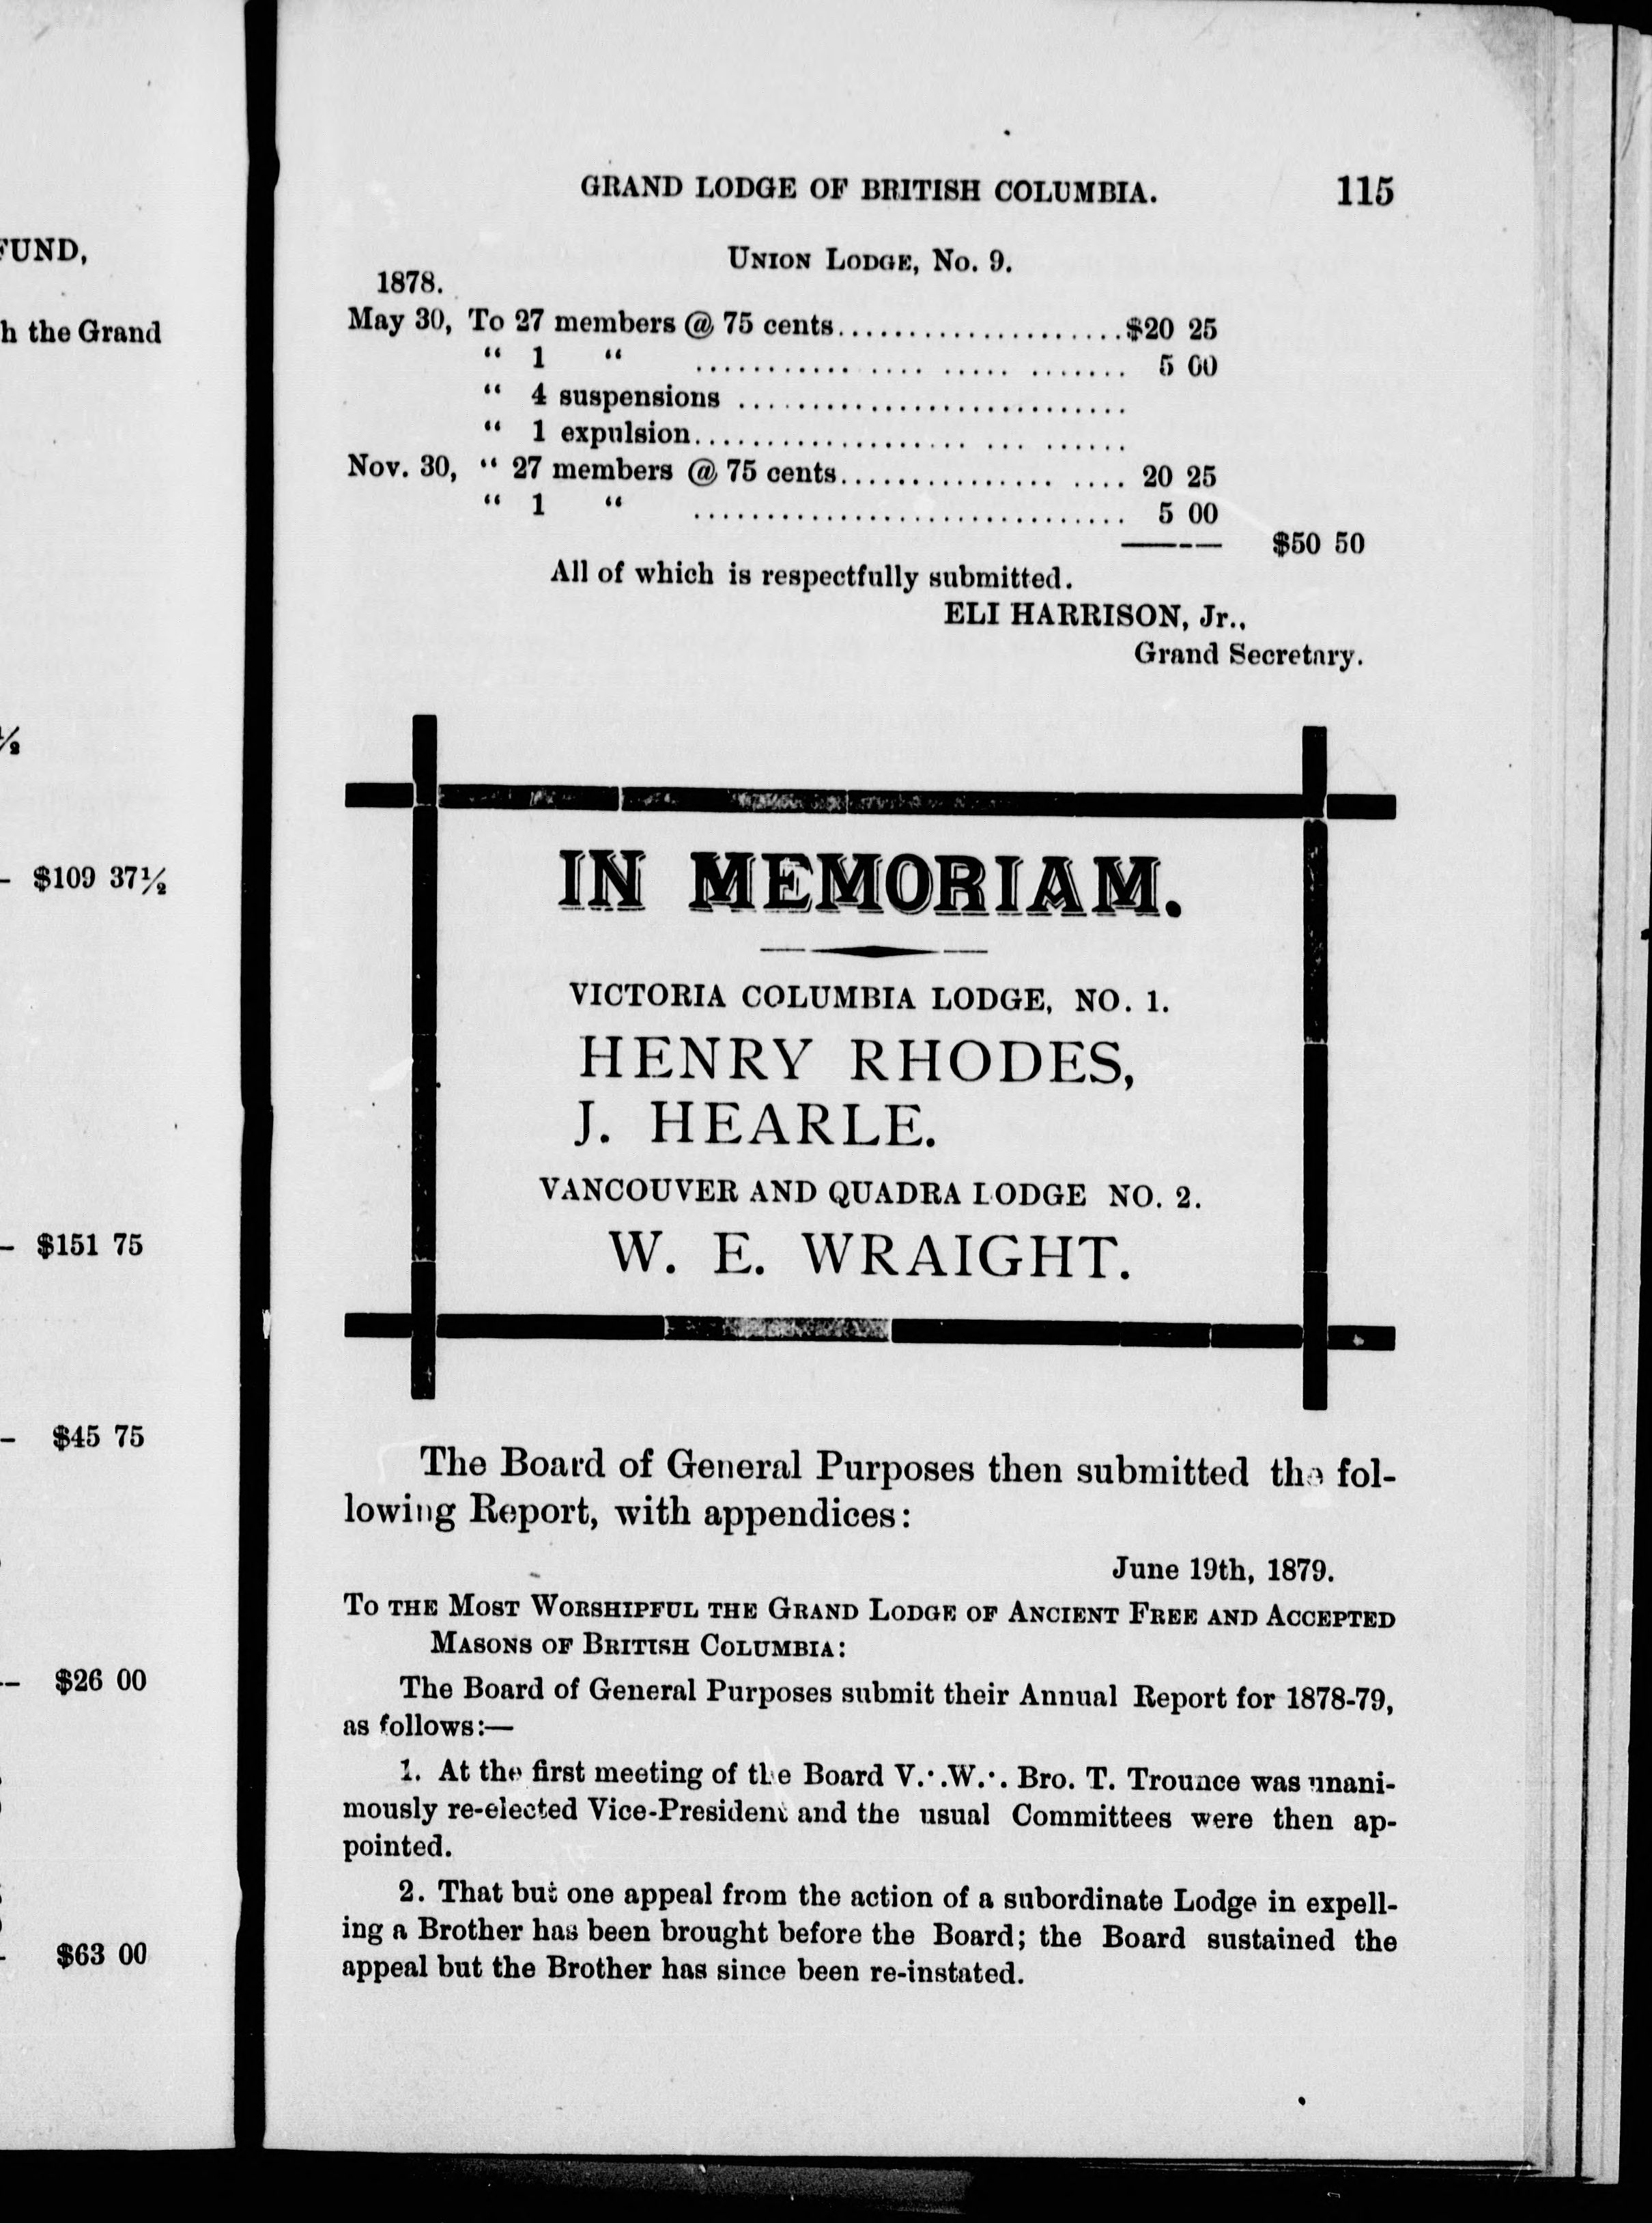 FUND,
h the Grand
½
- $109 37½
- $151 75
- $45 75
-- $26 00
- $63 00
GRAND LODGE OF BRITISH COLUMBIA. 115
UNION LODGE, No. 9.
1878.
May 30, To 27 members @ 75 cents.....................$20 25
“ 1 “ ........... .... ..... ....... 5 00
“ 4 suspensions ...........................
“ 1 expulsion................... ... ......
Nov. 30, “ 27 members @ 75 cents............... .... 20 25
“ 1 “ .............................. 5 00
$50 50
All of which is respectfully submitted.
ELI HARRISON, Jr.,
Grand Secretary.
IN MEMORIAM.
VICTORIA COLUMBIA LODGE, NO. 1.
HENRY RHODES,
J. HEARLE.
VANCOUVER AND QUADRA LODGE NO. 2.
W. E. WRAIGHT.
The Board of General Purposes then submitted the fol-
lowing Report, with appendices:
June 19th, 1879.
TO THE MOST WORSHIPFUL THE GRAND LODGE OF ANCIENT FREE AND ACCEPTED
MASONS OF BRITISH COLUMBIA:
The Board of General Purposes submit their Annual Report for 1878-79,
as follows:—
1. At the first meeting of the Board V.·.W.·. Bro. T. Trounce was unani-
mously re-elected Vice-President and the usual Committees were then ap-
pointed.
2. That but one appeal from the action of a subordinate Lodge in expell-
ing a Brother has been brought before the Board; the Board sustained the
appeal but the Brother has since been re-instated.